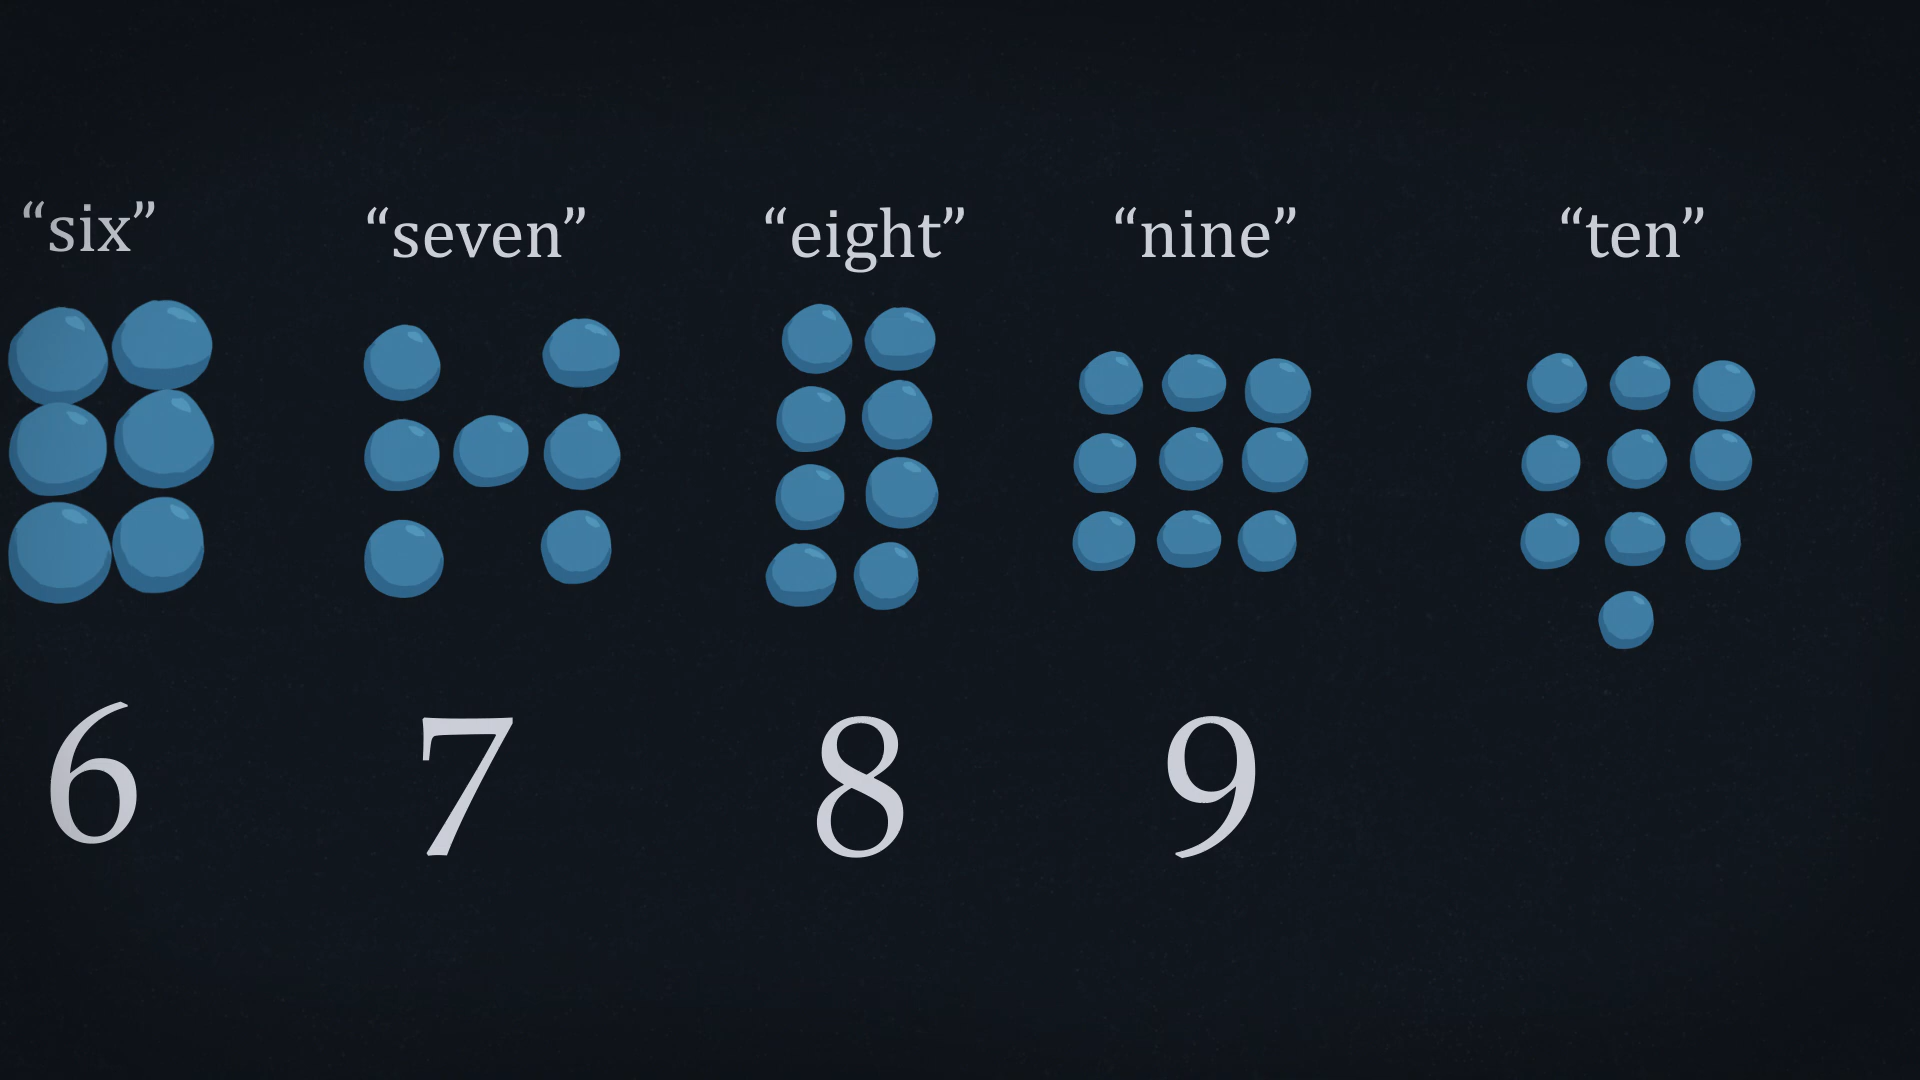 “six” “seven” “eight” “nine” “ten”
6 7 8 9